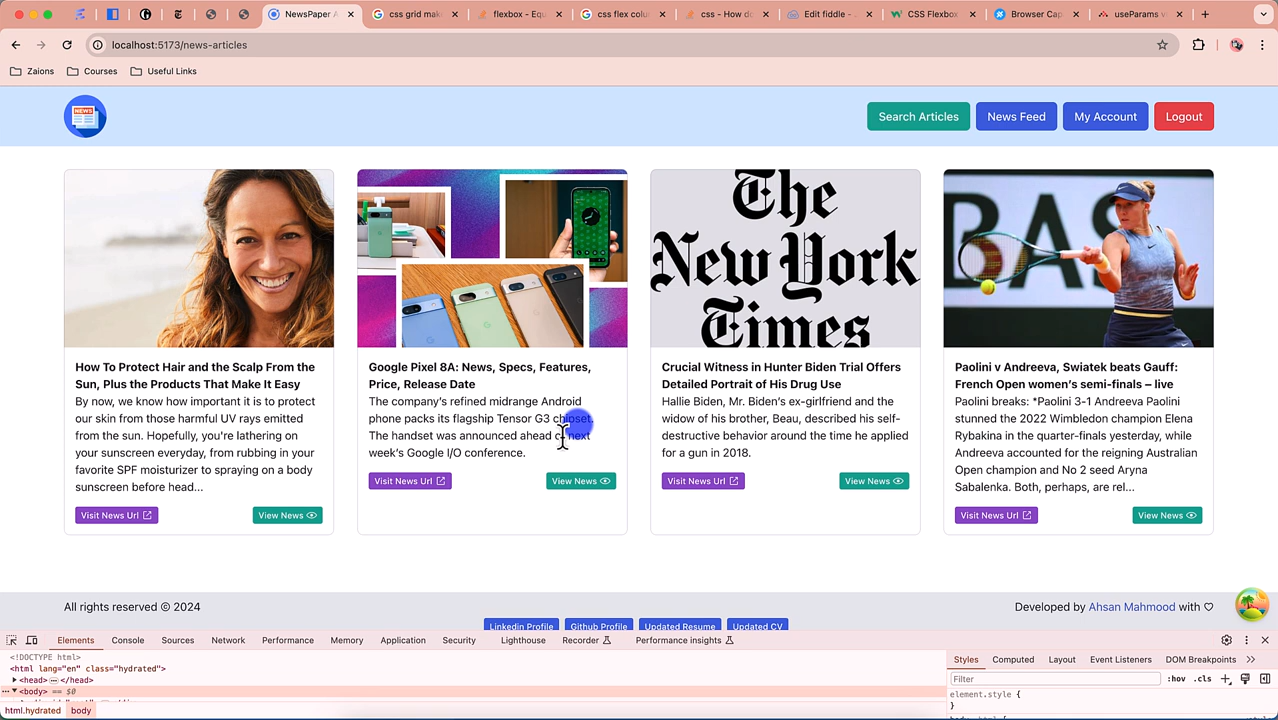 NewsPaper A
css grid maki
flexbox - Equ
css flex colu
css - How do
Edit fiddle -
CSS Flexbox
Browser Cap
useParams v
localhost:5173/news-articles
Zaions
Courses
Useful Links
NEWS
Search Articles
News Feed
My Account
Logout
The
New York
Times
BAS
How To Protect Hair and the Scalp From the
Sun, Plus the Products That Make It Easy
By now, we know how important it is to protect
our skin from those harmful UV rays emitted
from the sun. Hopefully, you're lathering on
your sunscreen everyday, from rubbing in your
favorite SPF moisturizer to spraying on a body
sunscreen before head...
Visit News Url
View News
Google Pixel 8A: News, Specs, Features,
Price, Release Date
The company's refined midrange Android
phone packs its flagship Tensor G3 chipset.
The handset was announced ahead of next
week's Google I/O conference.
Visit News Url
View News
Crucial Witness in Hunter Biden Trial Offers
Detailed Portrait of His Drug Use
Hallie Biden, Mr. Biden's ex-girlfriend and the
widow of his brother, Beau, described his self-
destructive behavior around the time he applied
for a gun in 2018.
Visit News Url
View News
Paolini v Andreeva, Swiatek beats Gauff:
French Open women's semi-finals – live
Paolini breaks: *Paolini 3-1 Andreeva Paolini
stunned the 2022 Wimbledon champion Elena
Rybakina in the quarter-finals yesterday, while
Andreeva accounted for the reigning Australian
Open champion and No 2 seed Aryna
Sabalenka. Both, perhaps, are rel...
Visit News Url
View News
All rights reserved © 2024
Developed by Ahsan Mahmood with ♡
Linkedin Profile
Github Profile
Updated Resume
Updated CV
Elements
Console
Sources
Network
Performance
Memory
Application
Security
Lighthouse
Recorder
Performance insights
<!DOCTYPE html>
<html lang="en" class="hydrated">
<head> … </head>
<body> == $0
html.hydrated
body
Styles
Computed
Layout
Event Listeners
DOM Breakpoints
Filter
:hov
.cls
element.style {
}